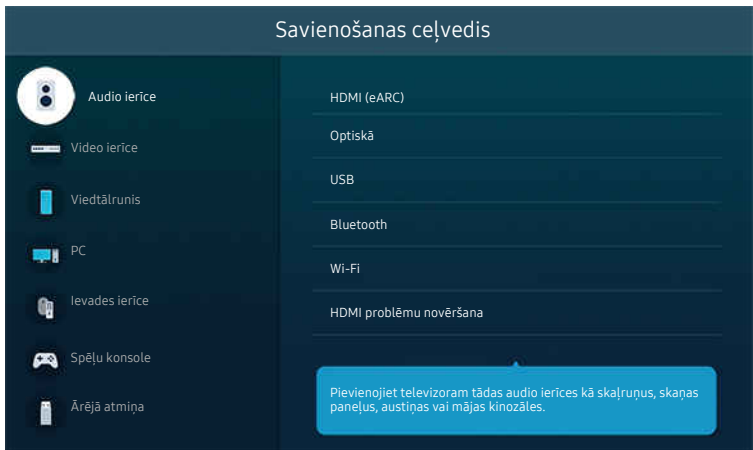 Savienošanas ceļvedis
Audio ierīce
Video ierīce
Viedtālrunis
PC
Ievades ierīce
Spēļu konsole
Ārējā atmiņa
HDMI (eARC)
Optiskā
USB
Bluetooth
Wi-Fi
HDMI problēmu novēršana
Pievienojiet televizoram tādas audio ierīces kā skaļruņus, skaņas
paneļus, austiņas vai mājas kinozāles.